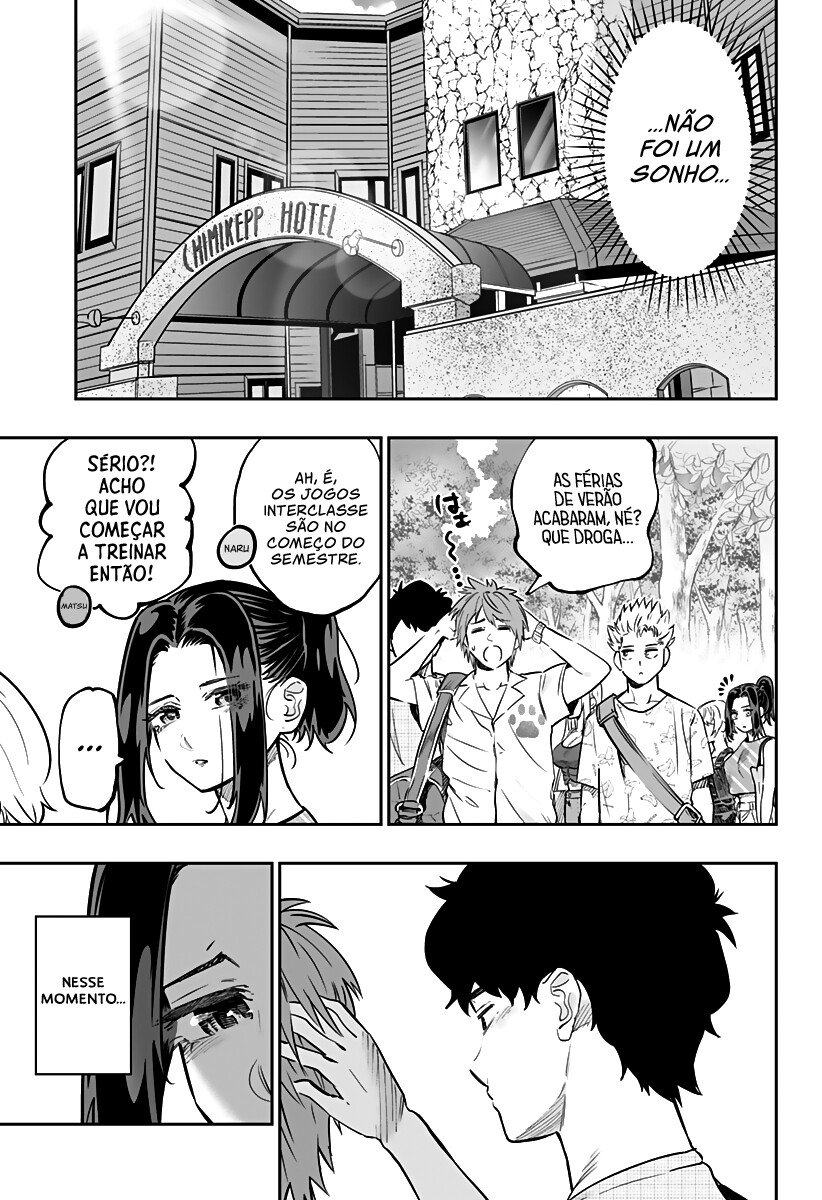 ...NÃO
FOI UM
SONHO...
CHIMIKEPP HOTEL
AS FÉRIAS
DE VERÃO
ACABARAM, NÉ?
QUE DROGA...
はぁ〜…
AH, É,
OS JOGOS
INTERCLASSE
SÃO NO
COMEÇO DO
SEMESTRE.
NARU
SÉRIO?!
ACHO
QUE VOU
COMEÇAR
A TREINAR
ENTÃO!
MATSU
...
NESSE
MOMENTO...